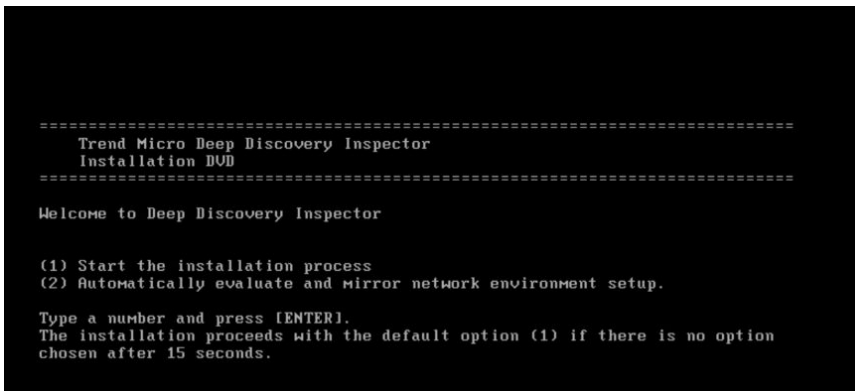 ==============================================================================
Trend Micro Deep Discovery Inspector
Installation DVD
==============================================================================
Welcome to Deep Discovery Inspector
(1) Start the installation process
(2) Automatically evaluate and mirror network environment setup.
Type a number and press [ENTER].
The installation proceeds with the default option (1) if there is no option
chosen after 15 seconds.